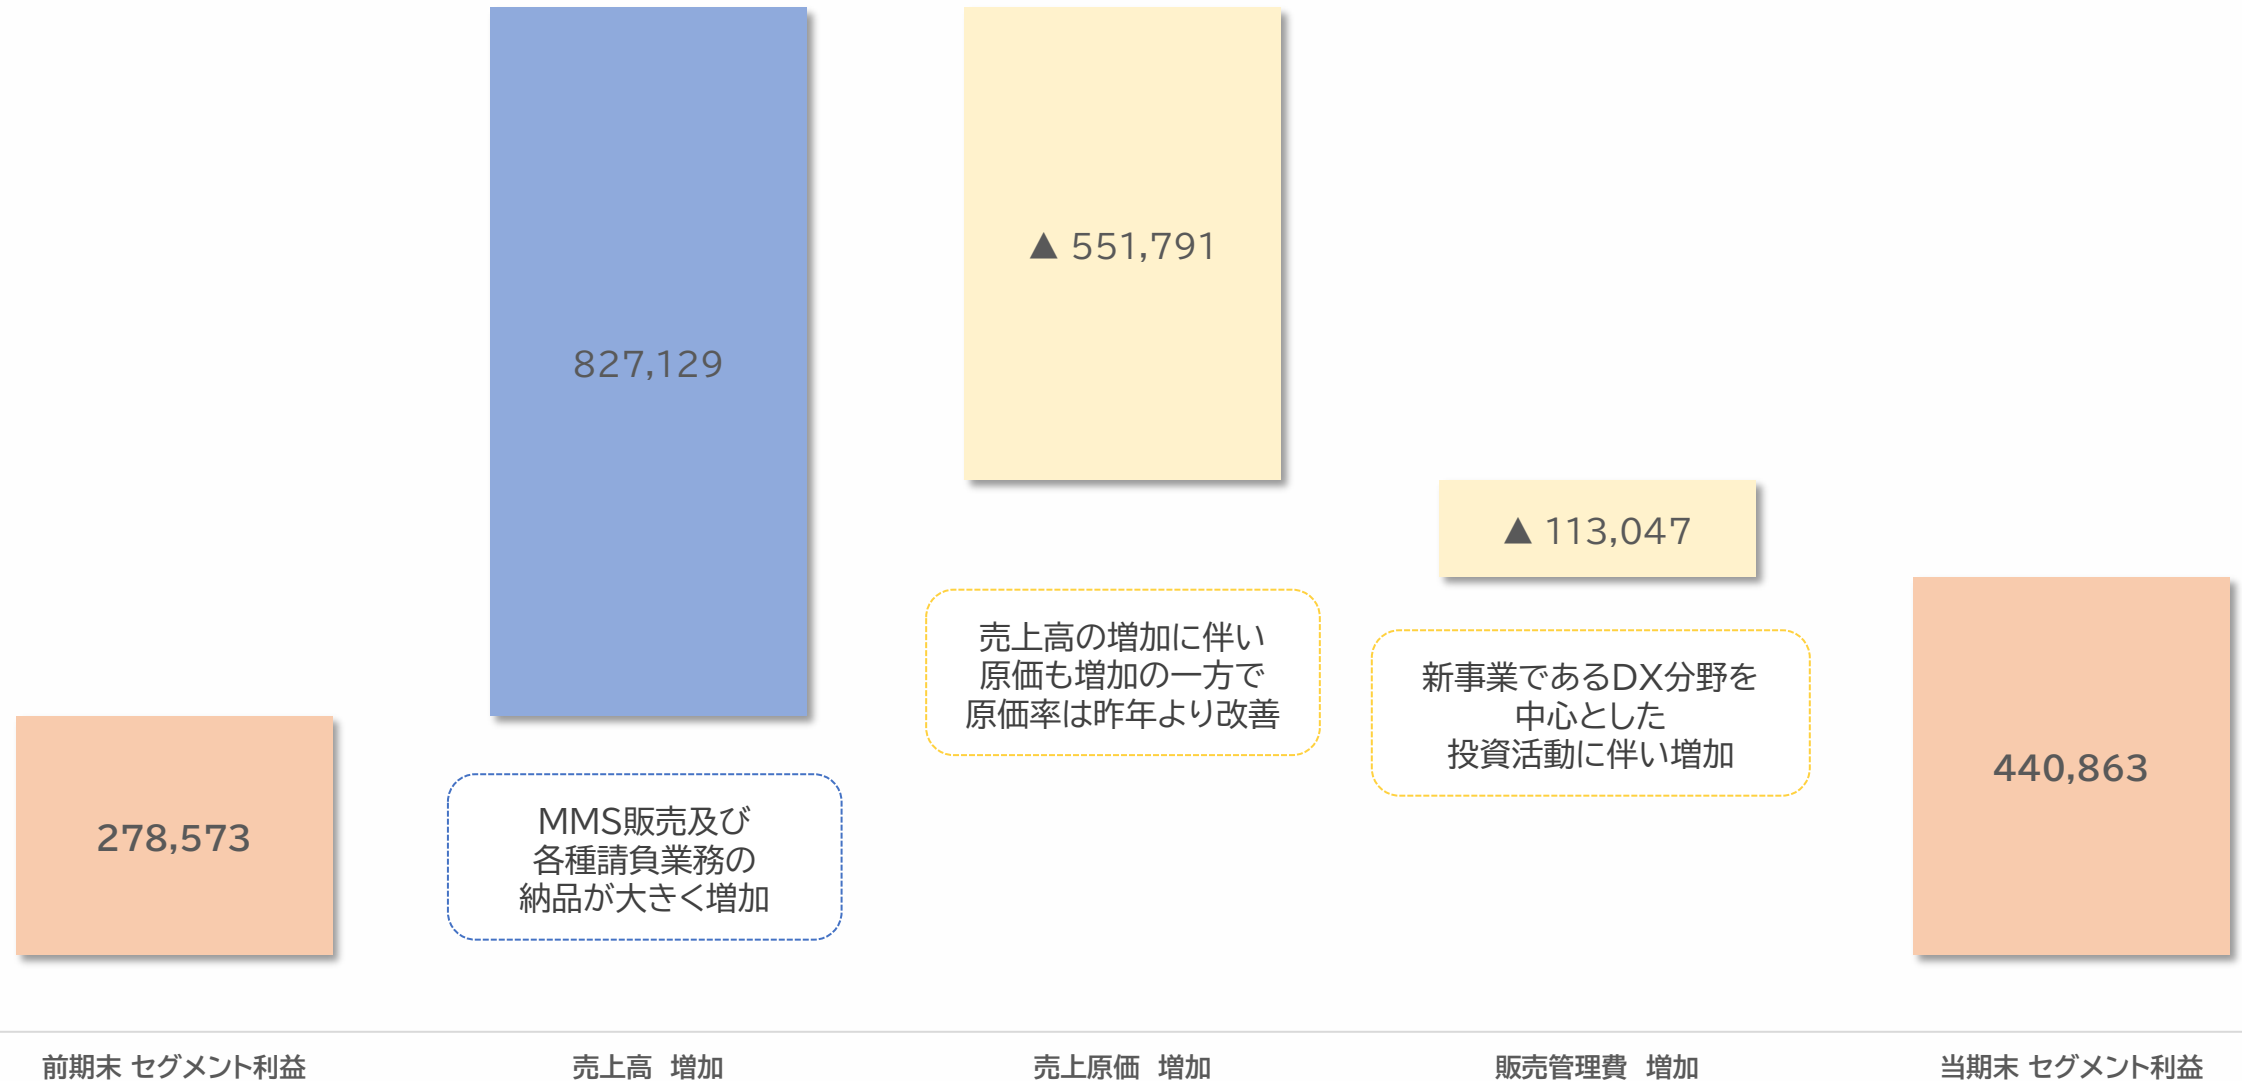 827,129
▲ 551,791
▲ 113,047
278,573
440,863
MMS販売及び
各種請負業務の
納品が大きく増加
売上高の増加に伴い
原価も増加の一方で
原価率は昨年より改善
新事業であるDX分野を
中心とした
投資活動に伴い増加
前期末 セグメント利益
売上高 増加
売上原価 増加
販売管理費 増加
当期末 セグメント利益